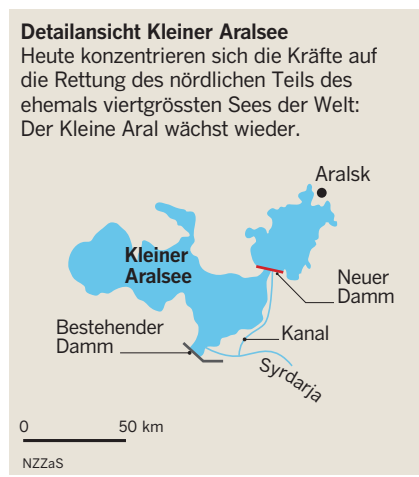 Detailansicht Kleiner Aralsee
Heute konzentrieren sich die Kräfte auf
die Rettung des nördlichen Teils des
ehemals viertgrössten Sees der Welt:
Der Kleine Aral wächst wieder.
Aralsk
Kleiner
Aralsee
Neuer
Damm
Bestehender
Damm
Kanal
Syrdarja
0 50 km
NZZaS